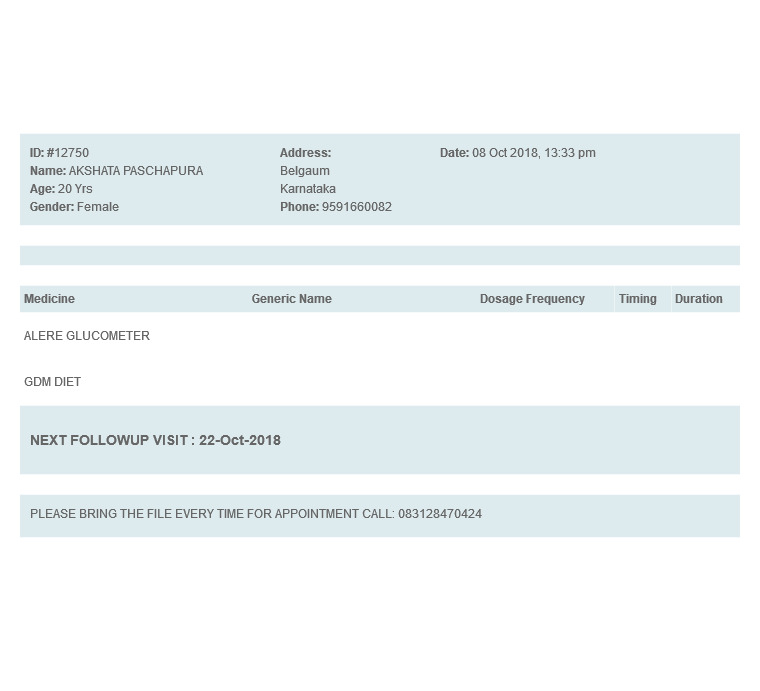 ID: #12750
Name: AKSHATA PASCHAPURA
Age: 20 Yrs
Gender: Female
Address:
Belgaum
Karnataka
Phone: 9591660082
Date: 08 Oct 2018, 13:33 pm
Medicine Generic Name Dosage Frequency Timing Duration
ALERE GLUCOMETER
GDM DIET
NEXT FOLLOWUP VISIT : 22-Oct-2018
PLEASE BRING THE FILE EVERY TIME FOR APPOINTMENT CALL: 083128470424